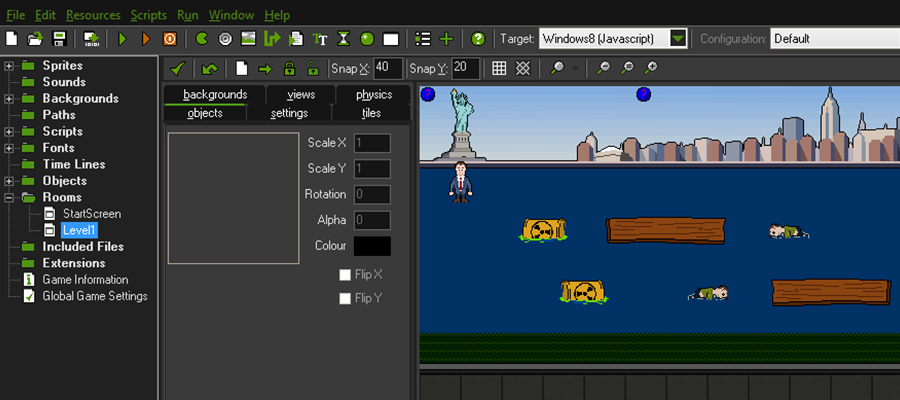 File Edit Resources Scripts Run Window Help
Target: Windows8 (Javascript) Configuration: Default
Snap X: 40 Snap Y: 20
Sprites
Sounds
Backgrounds
Paths
Scripts
Fonts
Time Lines
Objects
Rooms
StartScreen
Level1
Included Files
Extensions
Game Information
Global Game Settings
backgrounds views physics
objects settings tiles
Scale X 1
Scale Y 1
Rotation 0
Alpha 0
Colour
Flip X
Flip Y